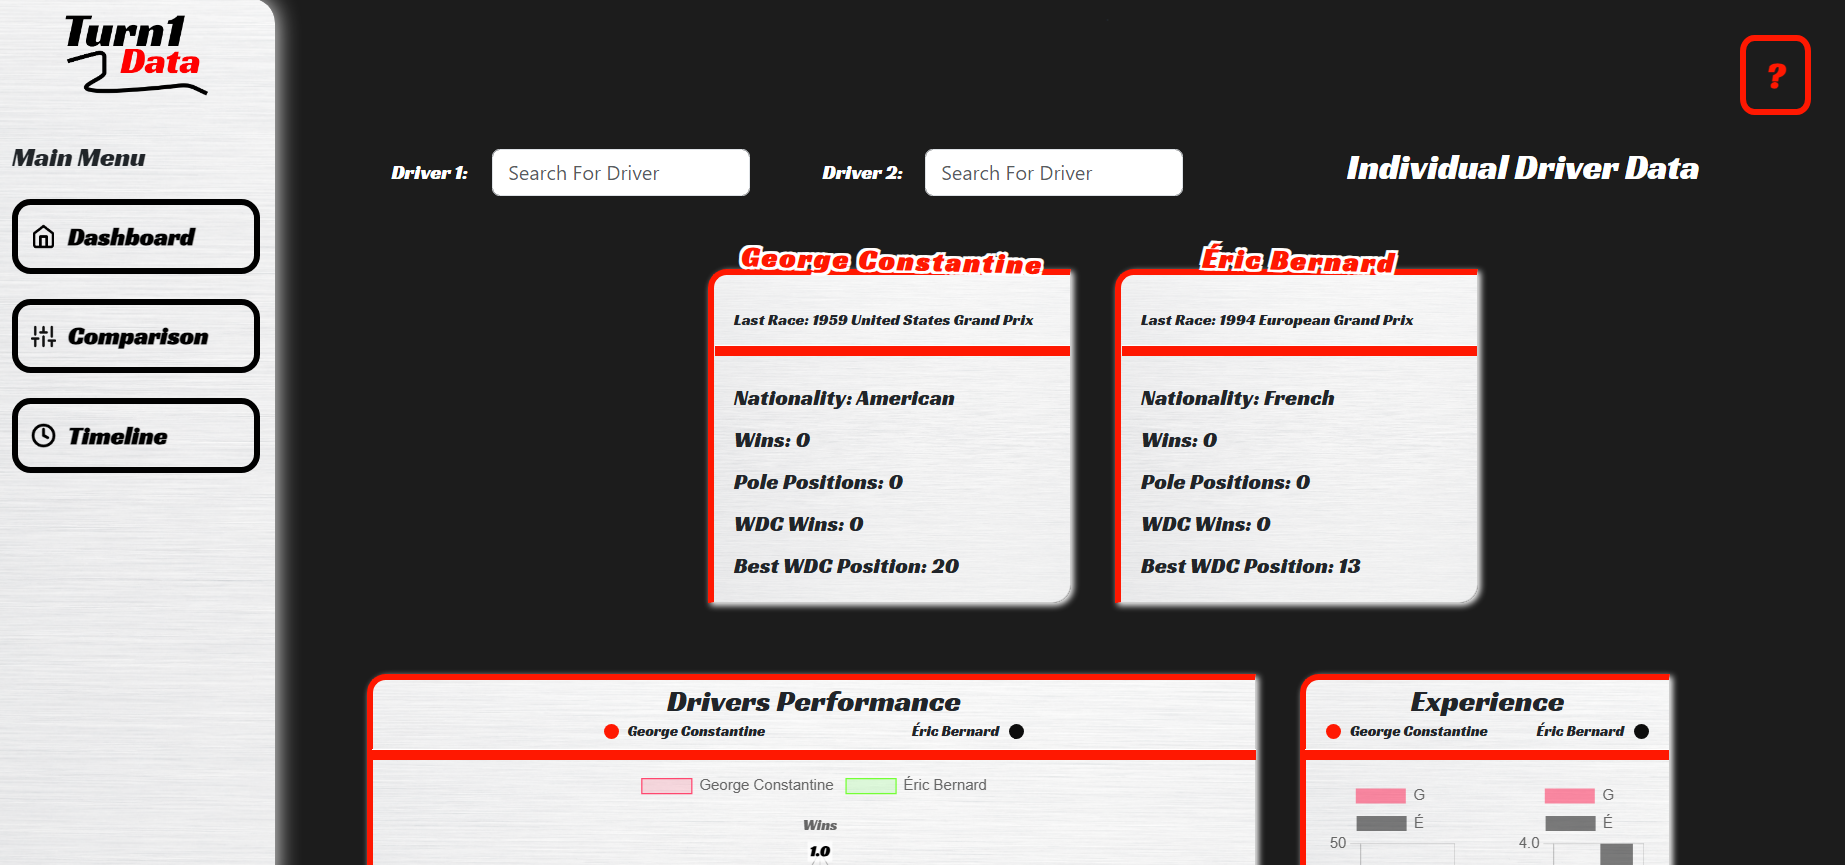 Turn1
Data
?
Main Menu
Dashboard
Comparison
Timeline
Driver 1: Search For Driver
Driver 2: Search For Driver
Individual Driver Data
George Constantine
Last Race: 1959 United States Grand Prix
Nationality: American
Wins: 0
Pole Positions: 0
WDC Wins: 0
Best WDC Position: 20
Éric Bernard
Last Race: 1994 European Grand Prix
Nationality: French
Wins: 0
Pole Positions: 0
WDC Wins: 0
Best WDC Position: 13
Drivers Performance
George Constantine Éric Bernard
George Constantine Éric Bernard
Wins
1.0
Experience
George Constantine Éric Bernard
G
É
50
G
É
4.0